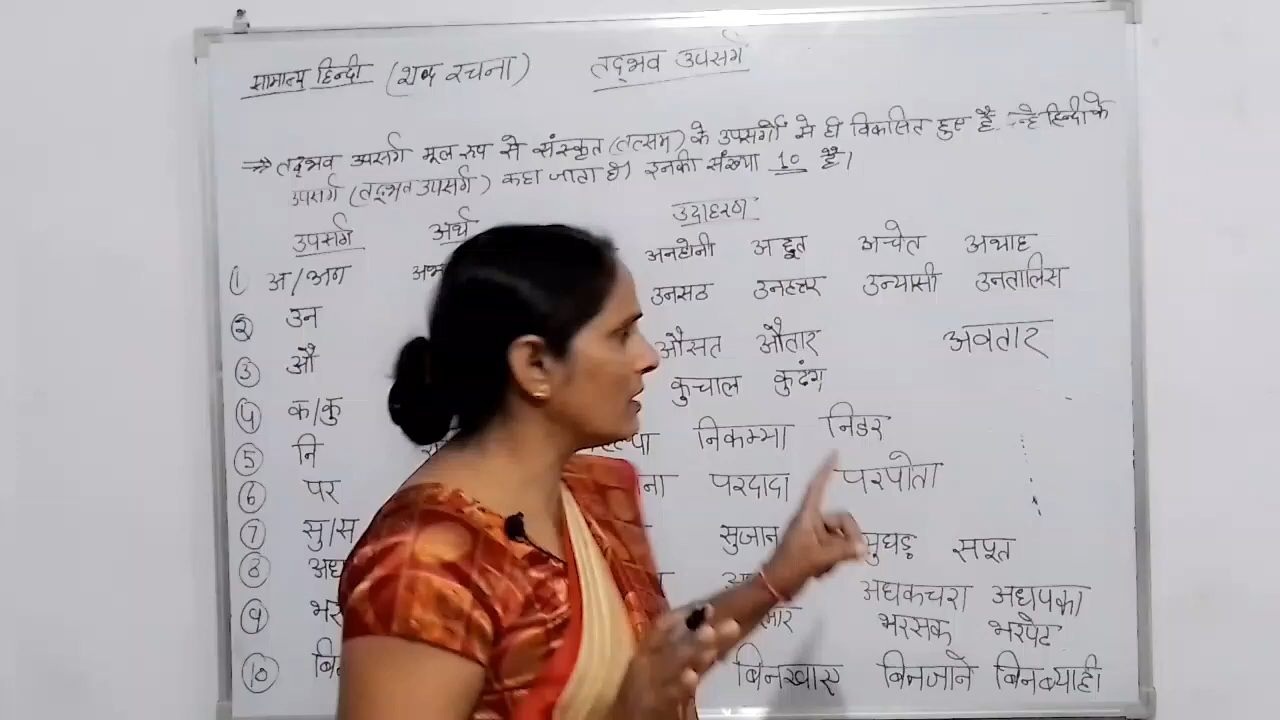 सामान्य हिन्दी (शब्द रचना) तद्भव उपसर्ग
⇒ तद्भव उपसर्ग मूल रुप से संस्कृत (तत्सम) के उपसर्गों से ही विकसित हुए है हिन्दी के
उपसर्ग (तद्भव उपसर्ग) कहा जाता है। इनकी संख्या 10 है।
उपसर्ग अर्थ उदाहरण
① अ/अन अनहोनी अछूत अचेत अथाह
② उन उनसठ उनहत्तर उन्यासी उनतालिस
③ औ औसत औतार अवतार
④ क/कु कुचाल कुढंग
⑤ नि निकम्मा निडर
⑥ पर परदादा परपोता
⑦ सु/स सुजान सुघड़ सपूत
⑧ अध अधकचरा अधपका
⑨ भर भरसक भरपेट
⑩ बिनखाए बिनजाने बिनब्याही